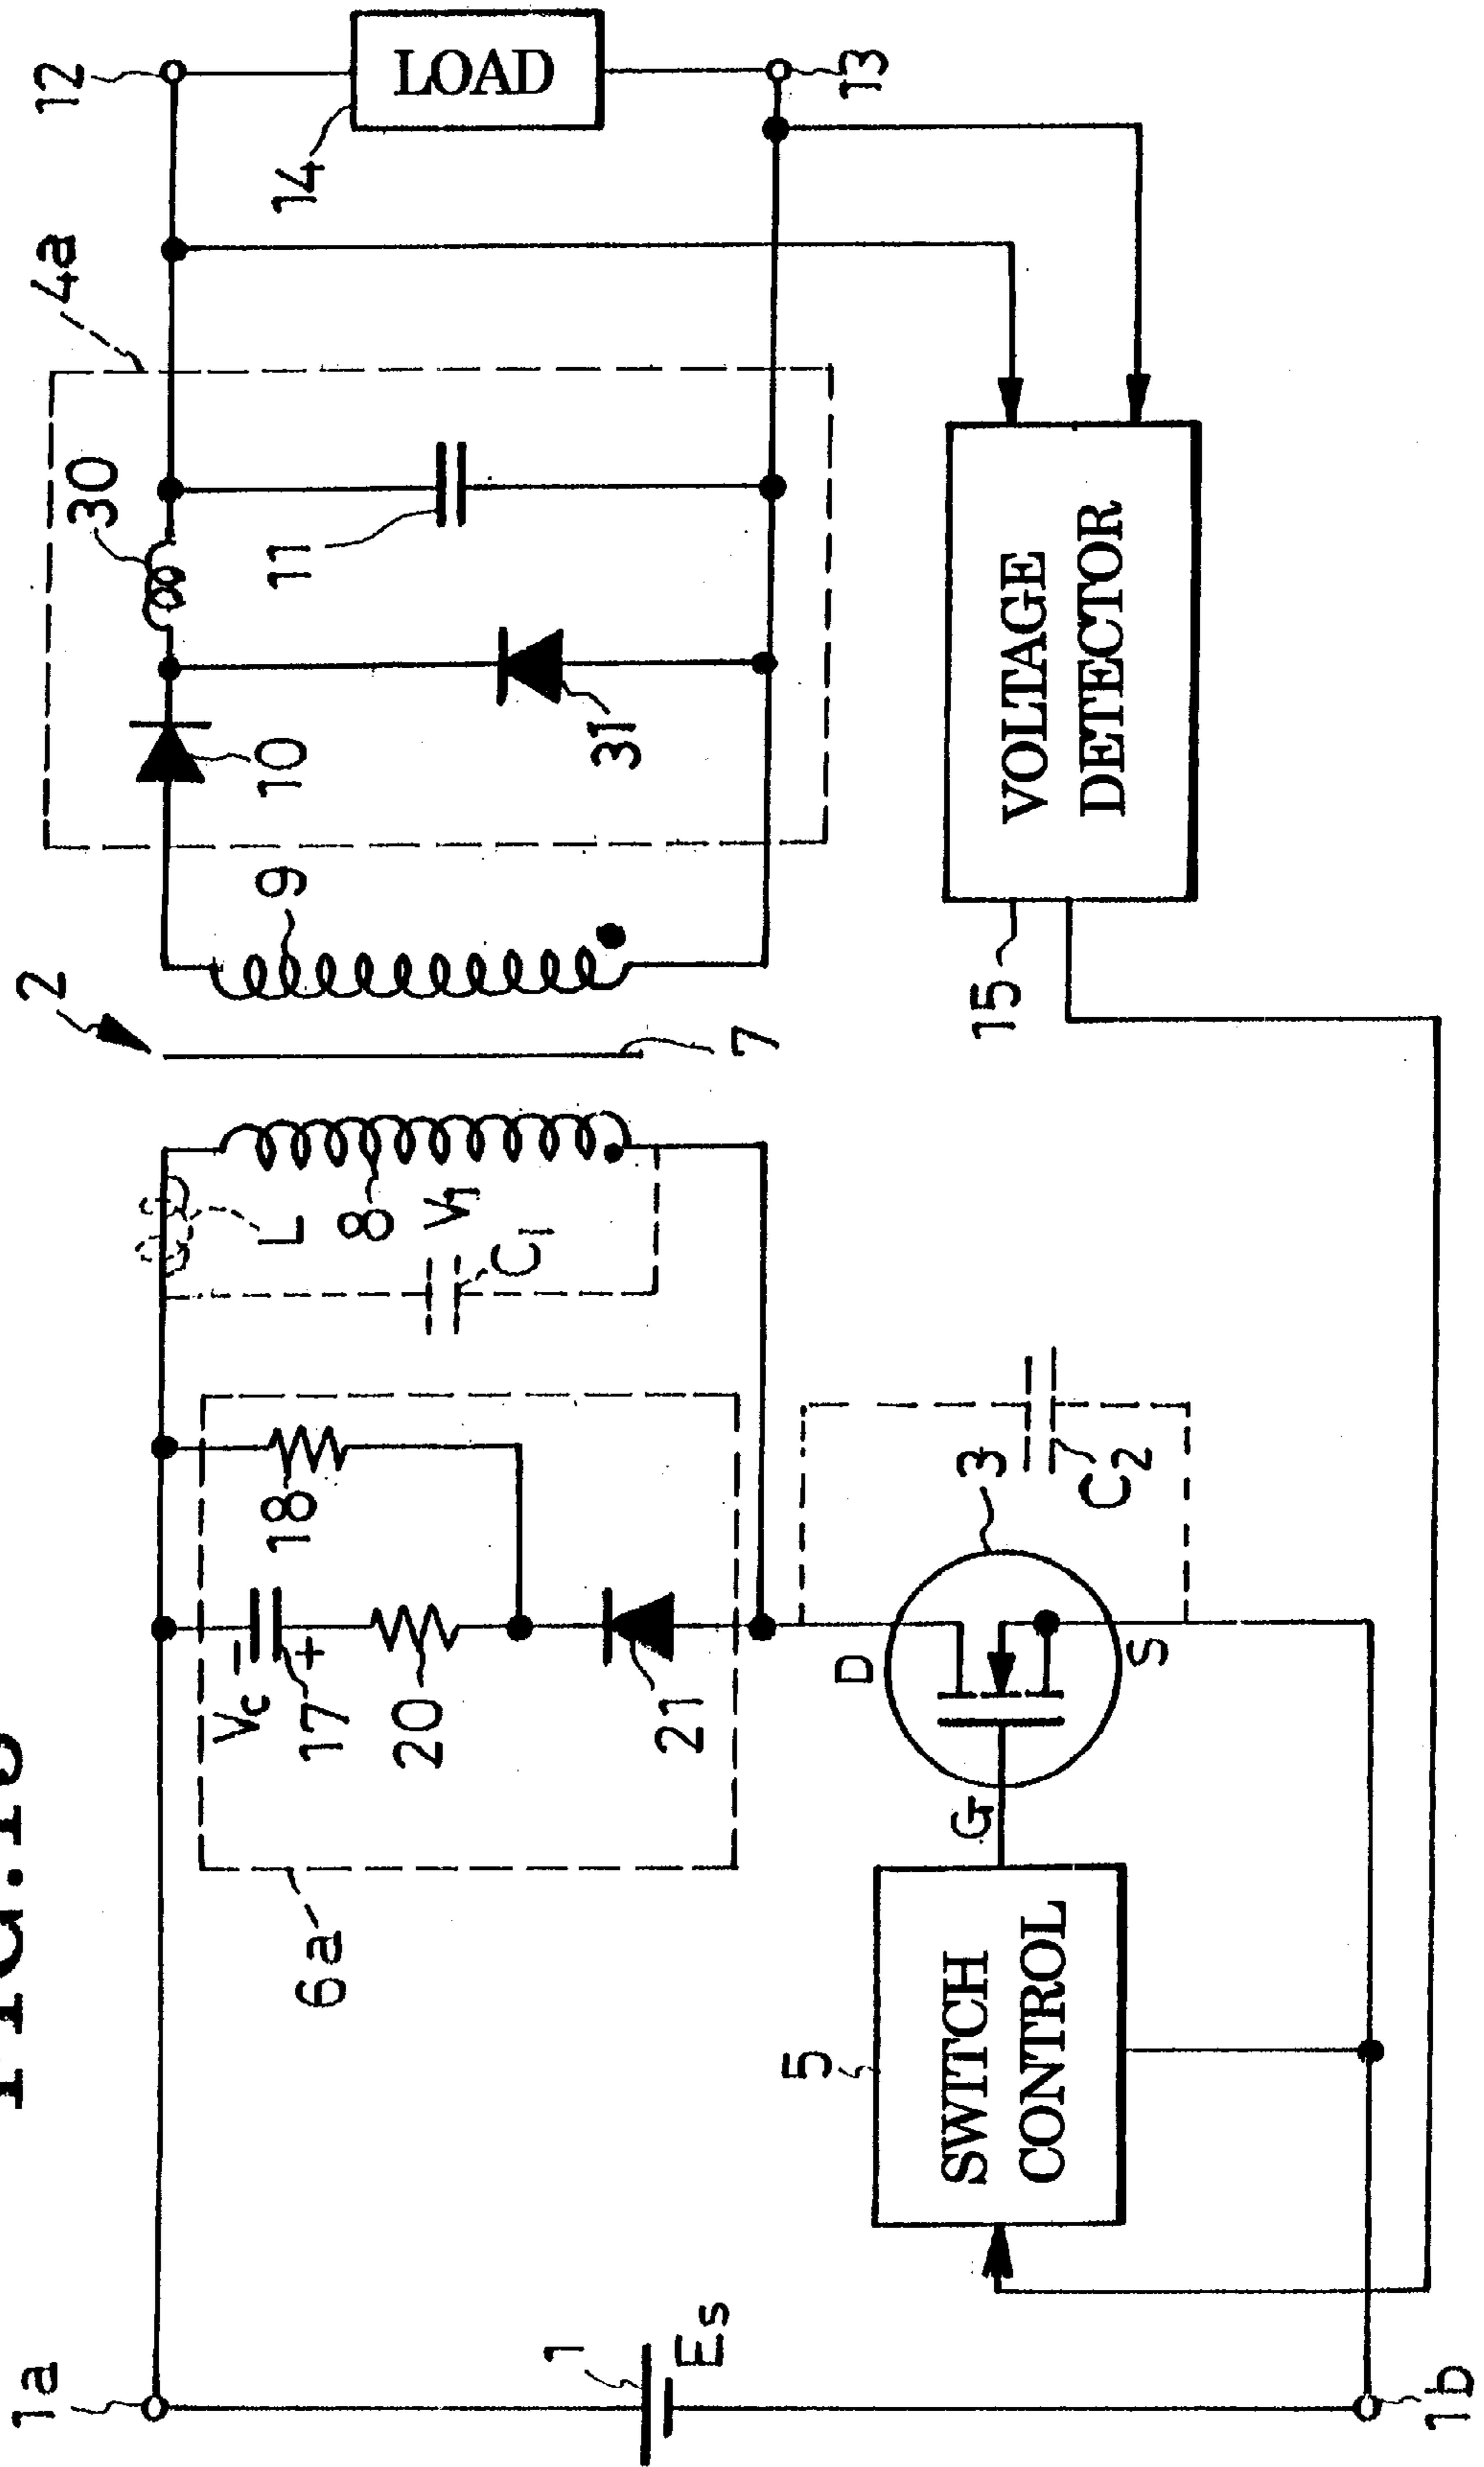 1a
1
Es
1b
6a
Vc
−
17
+
20
18
21
5
SWITCH
CONTROL
G
D
S
3
C2
L
8
V1
C1
2
7
9
4a
10
30
31
11
12
14
LOAD
13
15
VOLTAGE
DETECTOR